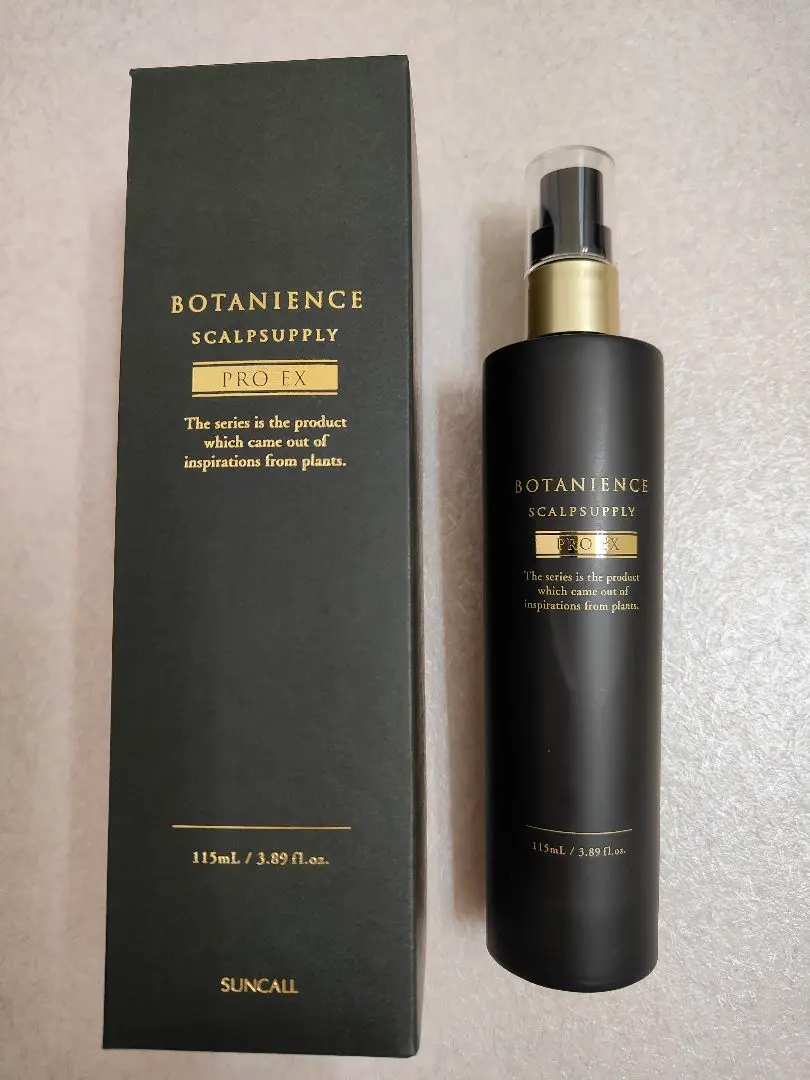 BOTANIENCE
SCALPSUPPLY
PRO EX
The series is the product
which came out of
inspirations from plants.
115mL / 3.89 fl.oz.
SUNCALL
BOTANIENCE
SCALPSUPPLY
PRO EX
The series is the product
which came out of
inspirations from plants.
115mL / 3.89 fl.oz.